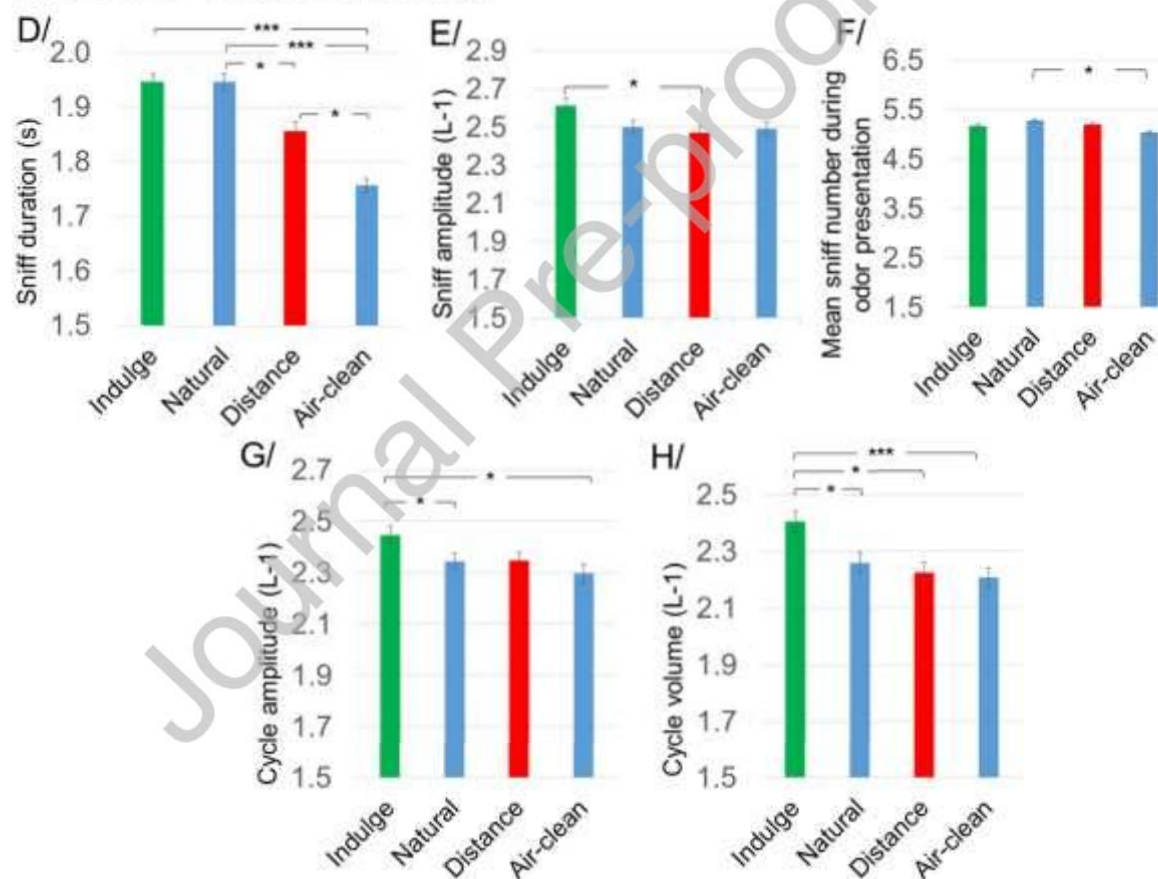 D/
***
***
*
*
2.0
1.9
1.8
1.7
1.6
1.5
Sniff duration (s)
Indulge
Natural
Distance
Air-clean
E/
*
2.9
2.7
2.5
2.3
2.1
1.9
1.7
1.5
Sniff amplitude (L-1)
Indulge
Natural
Distance
Air-clean
F/
*
6.5
5.5
4.5
3.5
2.5
1.5
Mean sniff number during
odor presentation
Indulge
Natural
Distance
Air-clean
G/
*
*
2.7
2.5
2.3
2.1
1.9
1.7
1.5
Cycle amplitude (L-1)
Indulge
Natural
Distance
Air-clean
H/
***
*
*
2.5
2.3
2.1
1.9
1.7
1.5
Cycle volume (L-1)
Indulge
Natural
Distance
Air-clean
Journal Pre-proof